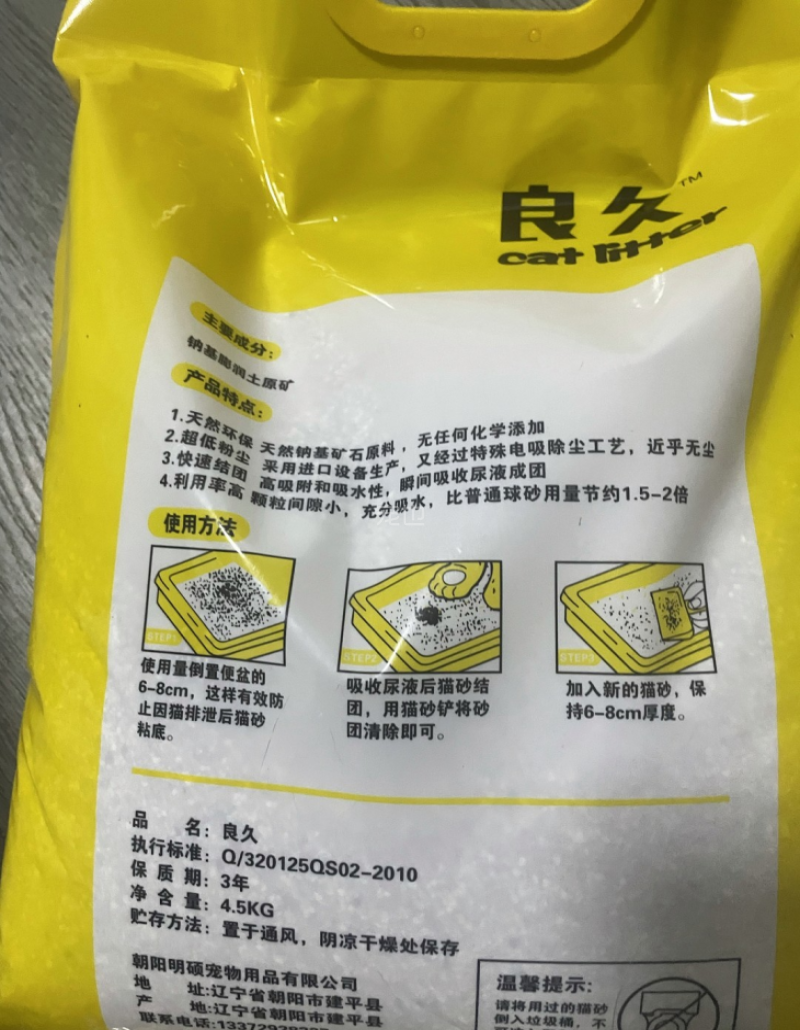 良久™
cat litter
主要成分：
钠基膨润土原矿
产品特点：
1.天然环保 天然钠基矿石原料，无任何化学添加
2.超低粉尘 采用进口设备生产，又经过特殊电吸除尘工艺，近乎无尘
3.快速结团 高吸附和吸水性，瞬间吸收尿液成团
4.利用率高 颗粒间隙小，充分吸水，比普通球砂用量节约1.5-2倍
使用方法
STEP1
STEP2
STEP3
使用量倒置便盆的
6-8cm，这样有效防
止因猫排泄后猫砂
粘底。
吸收尿液后猫砂结
团，用猫砂铲将砂
团清除即可。
加入新的猫砂，保
持6-8cm厚度。
品 名：良久
执行标准：Q/320125QS02-2010
保 质 期：3年
净 含 量：4.5KG
贮存方法：置于通风，阴凉干燥处保存
朝阳明硕宠物用品有限公司
地 址:辽宁省朝阳市建平县
产 地:辽宁省朝阳市建平县
联系电话:
温馨提示:
请将用过的猫砂
倒入垃圾桶，不